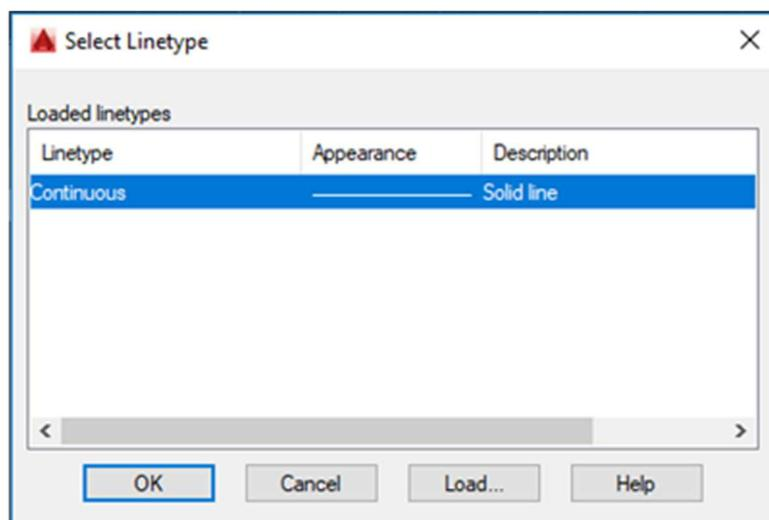 Select Linetype
Loaded linetypes
Linetype Appearance Description
Continuous Solid line
OK Cancel Load... Help